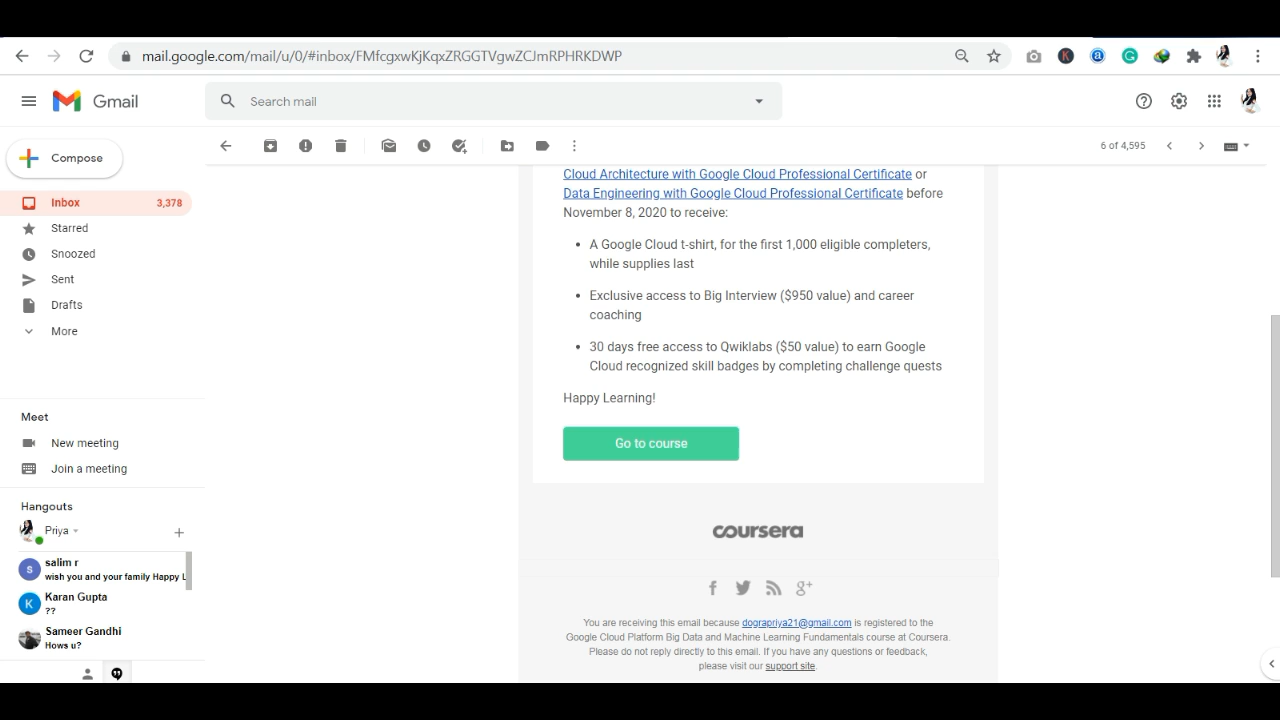 mail.google.com/mail/u/0/#inbox/FMfcgxwKjKqxZRGGTVgwZCJmRPHRKDWP
Gmail
Search mail
Compose
6 of 4,595
Inbox 3,378
Starred
Snoozed
Sent
Drafts
More
Meet
New meeting
Join a meeting
Hangouts
Priya
salim r
wish you and your family Happy L
Karan Gupta
??
Sameer Gandhi
Hows u?
Cloud Architecture with Google Cloud Professional Certificate or
Data Engineering with Google Cloud Professional Certificate before
November 8, 2020 to receive:
• A Google Cloud t-shirt, for the first 1,000 eligible completers,
while supplies last
• Exclusive access to Big Interview ($950 value) and career
coaching
• 30 days free access to Qwiklabs ($50 value) to earn Google
Cloud recognized skill badges by completing challenge quests
Happy Learning!
Go to course
coursera
You are receiving this email because dograpriya21@gmail.com is registered to the
Google Cloud Platform Big Data and Machine Learning Fundamentals course at Coursera.
Please do not reply directly to this email. If you have any questions or feedback,
please visit our support site.